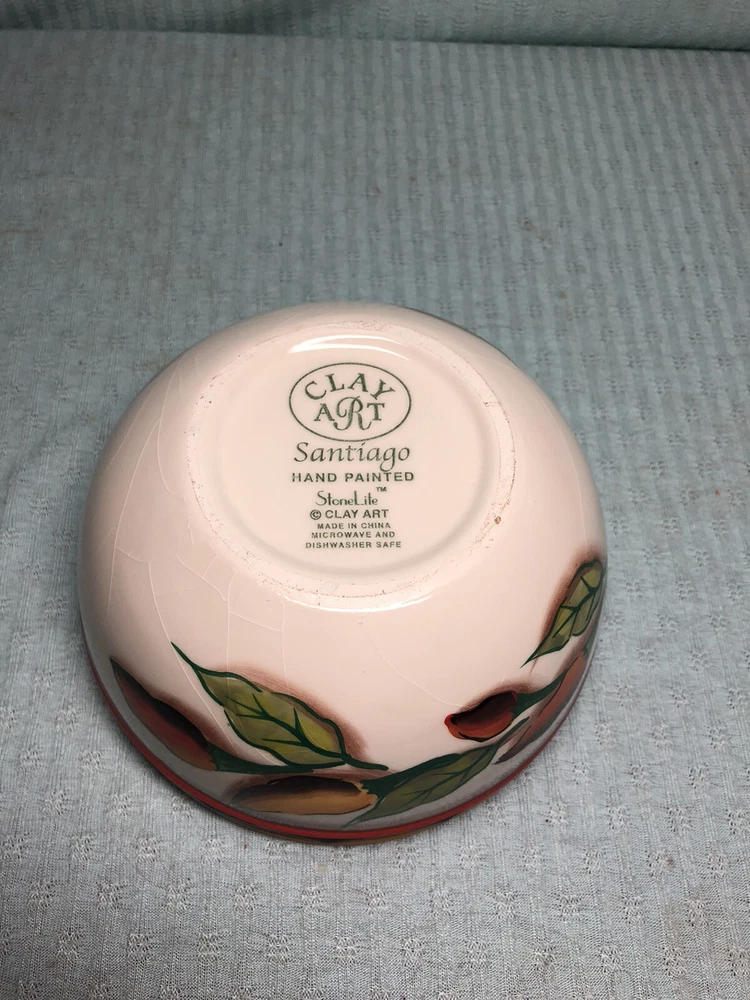 CLAY
ART
Santiago
HAND PAINTED
StoneLite™
© CLAY ART
MADE IN CHINA
MICROWAVE AND
DISHWASHER SAFE